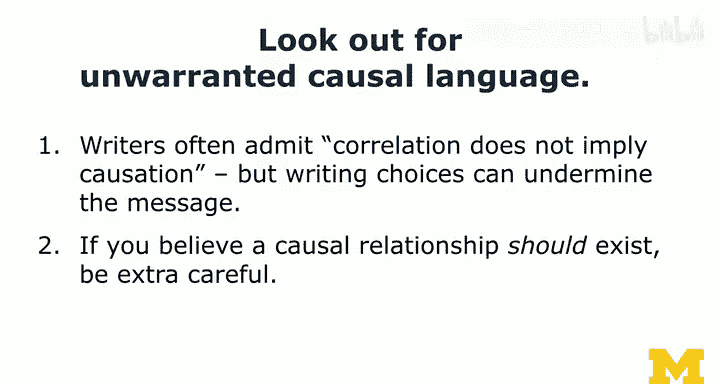 Look out for
unwarranted causal language.
1. Writers often admit “correlation does not imply
causation” – but writing choices can undermine
the message.
2. If you believe a causal relationship should exist,
be extra careful.
bilibili
M